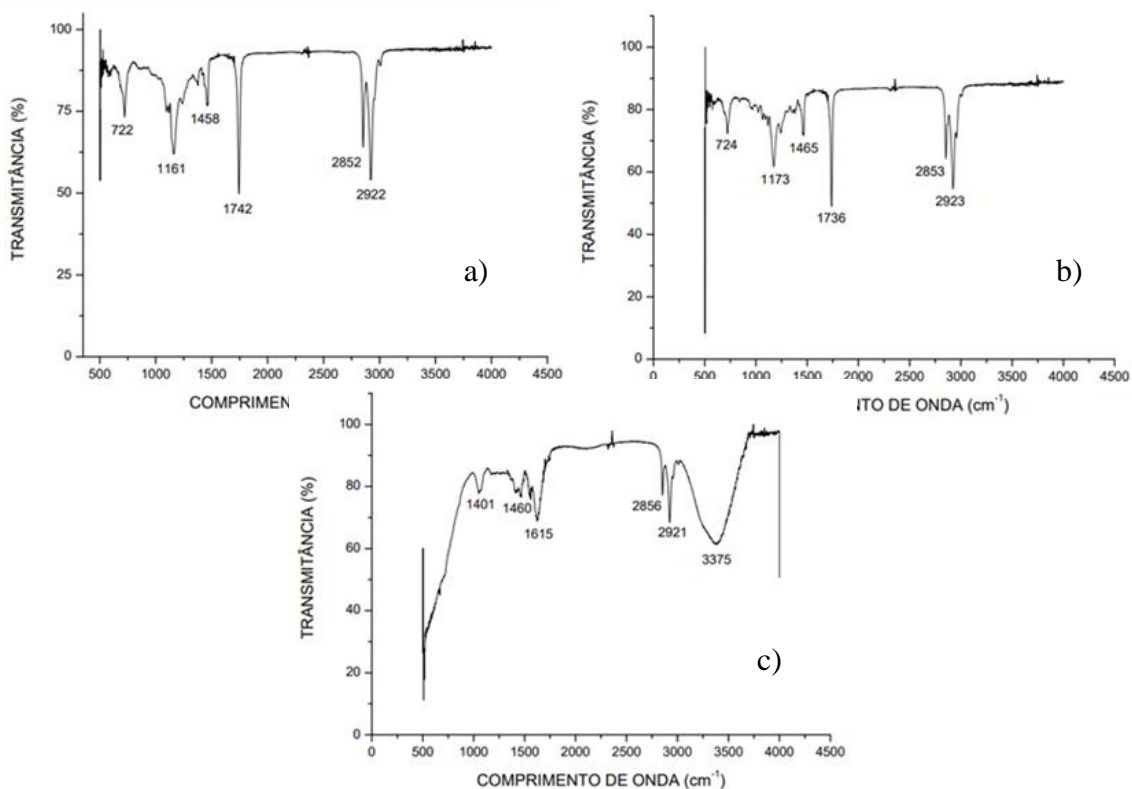 TRANSMITÂNCIA (%)
100
75
50
25
0
722
1161
1458
1742
2852
2922
a)
500 1000 1500 2000 2500 3000 3500 4000 4500
COMPRIMEN
TRANSMITÂNCIA (%)
100
80
60
40
20
0
724
1173
1465
1736
2853
2923
b)
0 500 1000 1500 2000 2500 3000 3500 4000 4500
NTO DE ONDA (cm⁻¹)
TRANSMITÂNCIA (%)
100
80
60
40
20
0
1401
1460
1615
2856
2921
3375
c)
0 500 1000 1500 2000 2500 3000 3500 4000 4500
COMPRIMENTO DE ONDA (cm⁻¹)